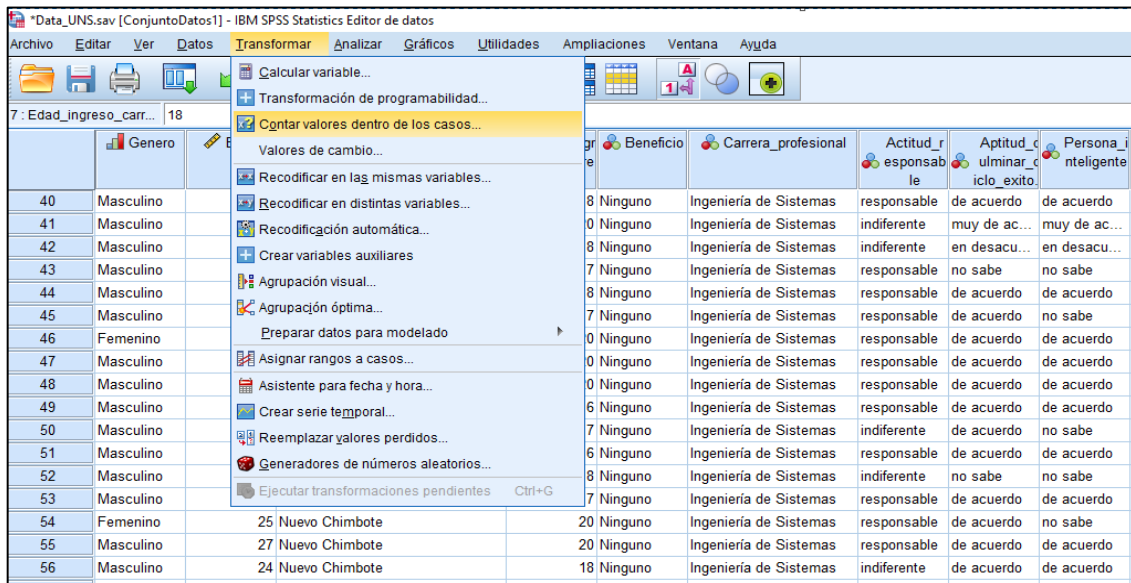 *Data_UNS.sav [ConjuntoDatos1] - IBM SPSS Statistics Editor de datos
Archivo Editar Ver Datos Transformar Analizar Gráficos Utilidades Ampliaciones Ventana Ayuda
7 : Edad_ingreso_carr... 18
Calcular variable...
Transformación de programabilidad...
Contar valores dentro de los casos...
Valores de cambio...
Recodificar en las mismas variables...
Recodificar en distintas variables...
Recodificación automática...
Crear variables auxiliares
Agrupación visual...
Agrupación óptima...
Preparar datos para modelado
Asignar rangos a casos...
Asistente para fecha y hora...
Crear serie temporal...
Reemplazar valores perdidos...
Generadores de números aleatorios...
Ejecutar transformaciones pendientes Ctrl+G
Genero Beneficio Carrera_profesional Actitud_r Aptitud_c Persona_i
esponsab ulminar_c nteligente
le iclo_exito.
40 Masculino 8 Ninguno Ingeniería de Sistemas responsable de acuerdo de acuerdo
41 Masculino 0 Ninguno Ingeniería de Sistemas indiferente muy de ac... muy de ac...
42 Masculino 8 Ninguno Ingeniería de Sistemas indiferente en desacu... en desacu...
43 Masculino 7 Ninguno Ingeniería de Sistemas responsable no sabe no sabe
44 Masculino 8 Ninguno Ingeniería de Sistemas responsable de acuerdo de acuerdo
45 Masculino 7 Ninguno Ingeniería de Sistemas responsable de acuerdo de acuerdo
46 Femenino 0 Ninguno Ingeniería de Sistemas responsable de acuerdo de acuerdo
47 Masculino 0 Ninguno Ingeniería de Sistemas responsable de acuerdo de acuerdo
48 Masculino 0 Ninguno Ingeniería de Sistemas responsable de acuerdo de acuerdo
49 Masculino 6 Ninguno Ingeniería de Sistemas responsable de acuerdo de acuerdo
50 Masculino 7 Ninguno Ingeniería de Sistemas indiferente de acuerdo no sabe
51 Masculino 6 Ninguno Ingeniería de Sistemas responsable de acuerdo de acuerdo
52 Masculino 8 Ninguno Ingeniería de Sistemas indiferente no sabe no sabe
53 Masculino 7 Ninguno Ingeniería de Sistemas responsable de acuerdo de acuerdo
54 Femenino 25 Nuevo Chimbote 20 Ninguno Ingeniería de Sistemas responsable de acuerdo no sabe
55 Masculino 27 Nuevo Chimbote 20 Ninguno Ingeniería de Sistemas responsable de acuerdo de acuerdo
56 Masculino 24 Nuevo Chimbote 18 Ninguno Ingeniería de Sistemas indiferente de acuerdo de acuerdo